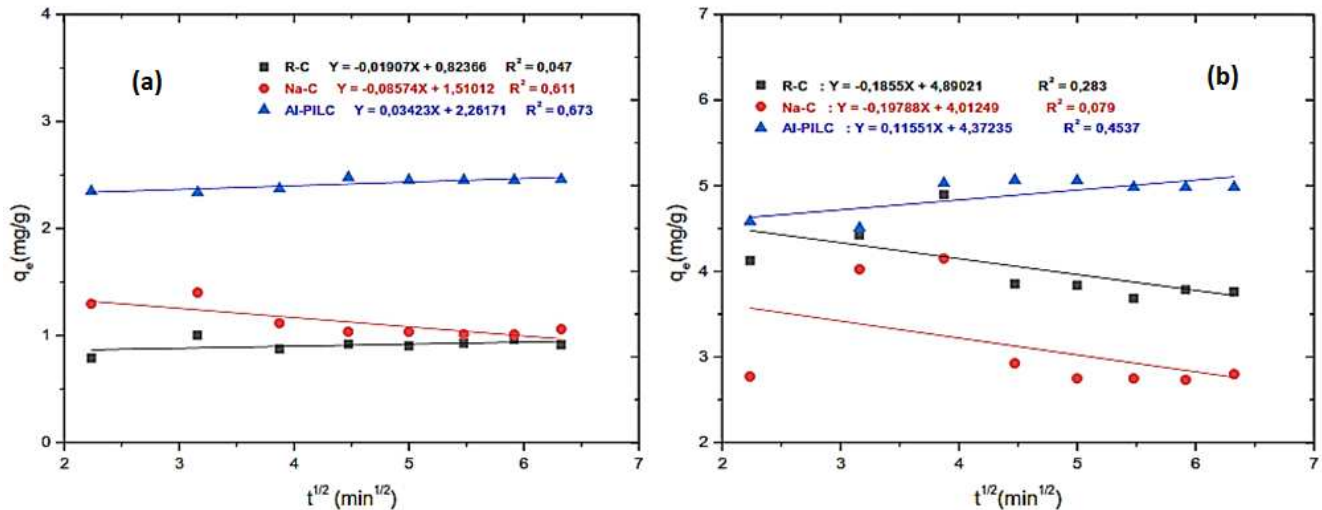 (a)
R-C Y = -0,01907X + 0,82366 R² = 0,047
Na-C Y = -0,08574X + 1,51012 R² = 0,611
Al-PILC Y = 0,03423X + 2,26171 R² = 0,673
4
3
2
1
0
qe(mg/g)
2 3 4 5 6 7
t1/2 (min1/2)
(b)
R-C : Y = -0,1855X + 4,89021 R² = 0,283
Na-C : Y = -0,19788X + 4,01249 R² = 0,079
Al-PILC : Y = 0,11551X + 4,37235 R² = 0,4537
7
6
5
4
3
2
qe(mg/g)
2 3 4 5 6 7
t1/2 (min1/2)